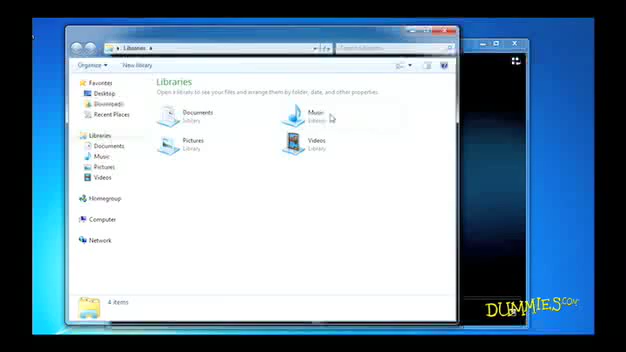 Libraries
Organize
New library
Libraries
Open a library to see your files and arrange them by folder, date, and other properties.
Favorites
Desktop
Downloads
Recent Places
Libraries
Documents
Music
Pictures
Videos
Homegroup
Computer
Network
Documents
Library
Music
Library
Pictures
Library
Videos
Library
4 items
DUMMIES.COM